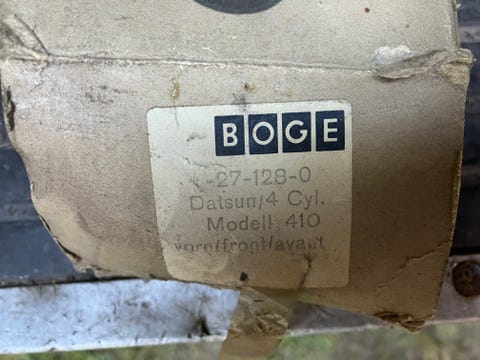 BOGE
-27-128-0
Datsun/4 Cyl.
Modell 410
vorn/front/avant